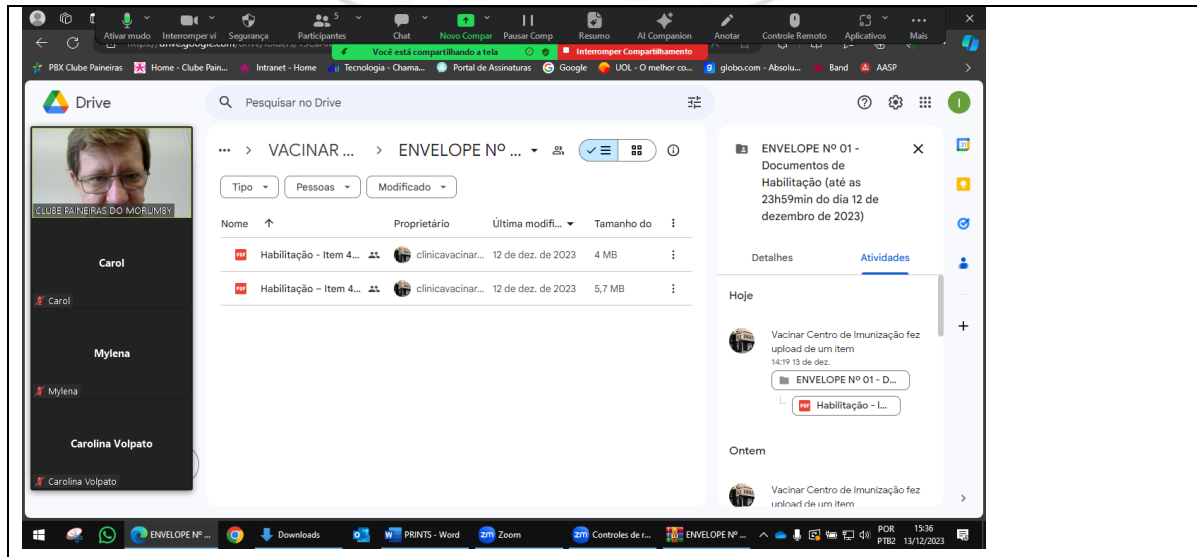 5
Ativar mudo Interromper ví Segurança Participantes Chat Novo Compar Pausar Comp Resumo AI Companion Anotar Controle Remoto Aplicativos Mais
Você está compartilhando a tela Interromper Compartilhamento
PBX Clube Paineiras Home - Clube Pain... Intranet - Home Tecnologia - Chama... Portal de Assinaturas Google UOL - O melhor co... globo.com - Absolu... Band AASP
Drive
Pesquisar no Drive
I
CLUBE PAINEIRAS DO MORUMBY
Carol
Carol
Mylena
Mylena
Carolina Volpato
Carolina Volpato
... > VACINAR ... > ENVELOPE Nº ...
Tipo Pessoas Modificado
Nome Proprietário Última modifi... Tamanho do
PDF Habilitação - Item 4... clinicavacinar... 12 de dez. de 2023 4 MB
PDF Habilitação – Item 4... clinicavacinar... 12 de dez. de 2023 5,7 MB
ENVELOPE Nº 01 -
Documentos de
Habilitação (até as
23h59min do dia 12 de
dezembro de 2023)
Detalhes Atividades
Hoje
Vacinar Centro de Imunização fez
upload de um item
14:19 13 de dez.
ENVELOPE Nº 01 - D...
PDF Habilitação - I...
Ontem
Vacinar Centro de Imunização fez
upload de um item
31
ENVELOPE Nº ... Downloads PRINTS - Word zm Zoom zm Controles de r... ENVELOPE Nº ... POR 15:36
PTB2 13/12/2023